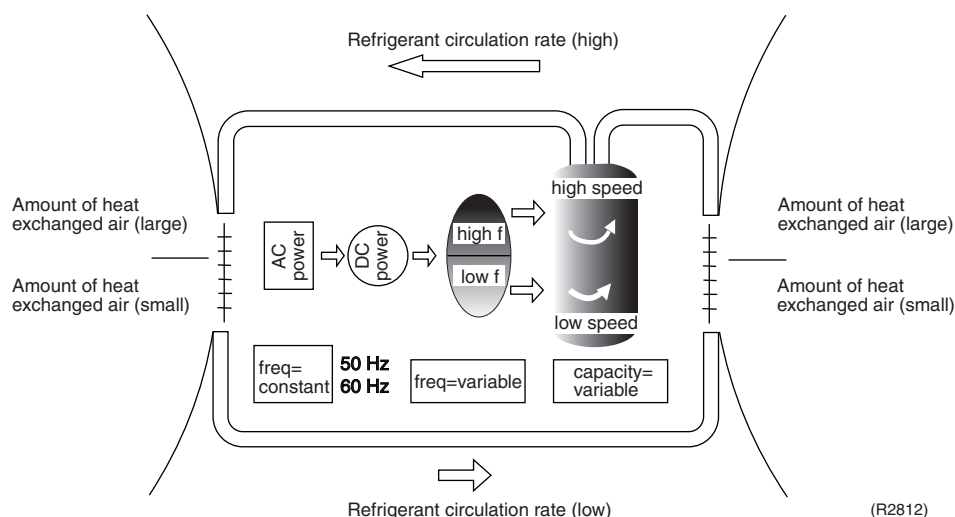 Refrigerant circulation rate (high)
high speed
Amount of heat
exchanged air (large)
Amount of heat
exchanged air (large)
AC
power
DC
power
high f
low f
Amount of heat
exchanged air (small)
Amount of heat
exchanged air (small)
low speed
freq=
constant
50 Hz
60 Hz
freq=variable
capacity=
variable
Refrigerant circulation rate (low)
(R2812)